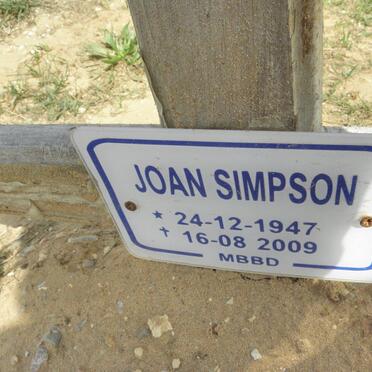 JOAN SIMPSON
★ 24-12-1947
✝ 16-08 2009
MBBD